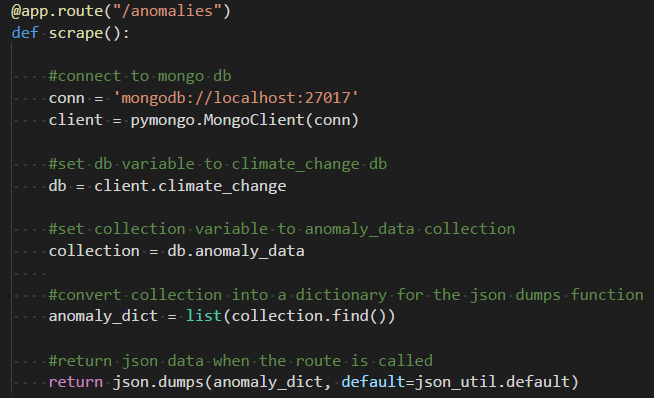 @app.route("/anomalies")
def scrape():
    #connect to mongo db
    conn = 'mongodb://localhost:27017'
    client = pymongo.MongoClient(conn)
    #set db variable to climate_change db
    db = client.climate_change
    #set collection variable to anomaly_data collection
    collection = db.anomaly_data
    #convert collection into a dictionary for the json dumps function
    anomaly_dict = list(collection.find())
    #return json data when the route is called
    return json.dumps(anomaly_dict, default=json_util.default)